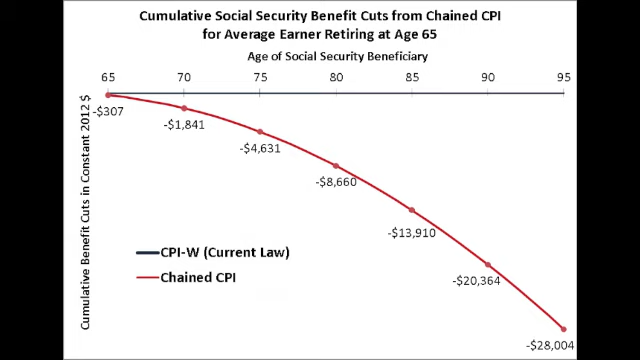 Cumulative Social Security Benefit Cuts from Chained CPI
for Average Earner Retiring at Age 65
Age of Social Security Beneficiary
65 70 75 80 85 90 95
Cumulative Benefit Cuts in Constant 2012 $
-$307
-$1,841
-$4,631
-$8,660
-$13,910
-$20,364
-$28,004
CPI-W (Current Law)
Chained CPI